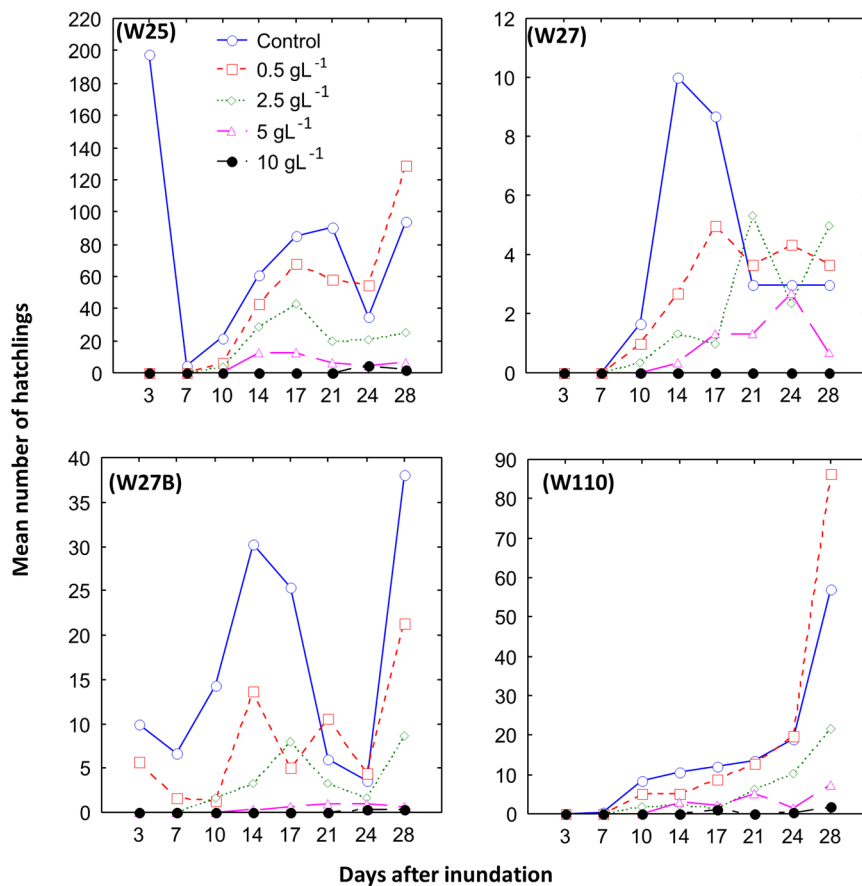 (W25)
Control
0.5 gL⁻¹
2.5 gL⁻¹
5 gL⁻¹
10 gL⁻¹
220
200
180
160
140
120
100
80
60
40
20
0
3 7 10 14 17 21 24 28
(W27)
12
10
8
6
4
2
0
3 7 10 14 17 21 24 28
(W27B)
40
35
30
25
20
15
10
5
0
3 7 10 14 17 21 24 28
(W110)
90
80
70
60
50
40
30
20
10
0
3 7 10 14 17 21 24 28
Mean number of hatchlings
Days after inundation